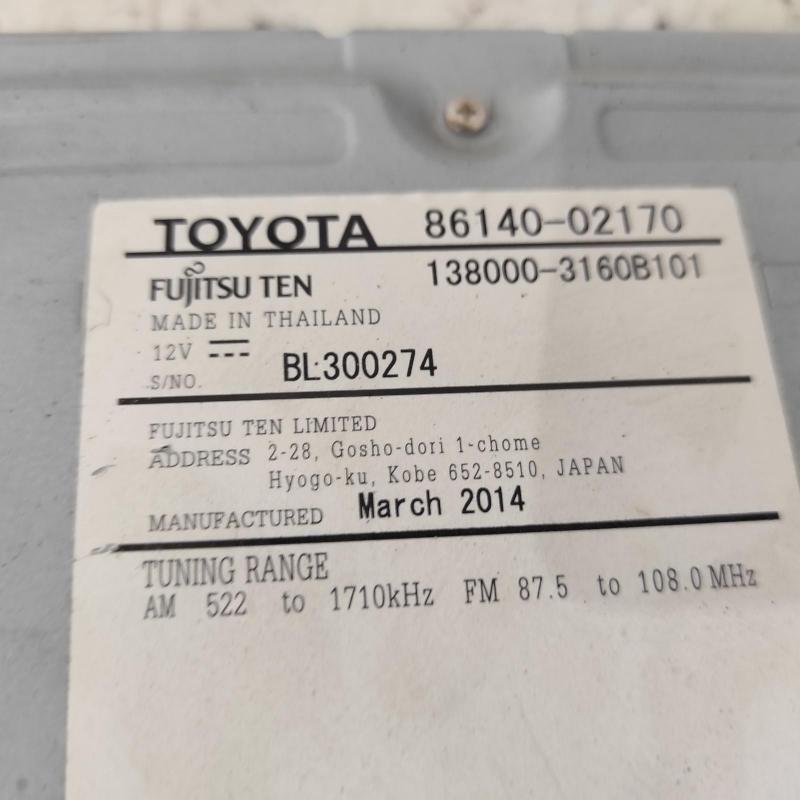 TOYOTA 86140-02170
FUJITSU TEN 138000-3160B101
MADE IN THAILAND
12V
S/NO. BL300274
FUJITSU TEN LIMITED
ADDRESS 2-28, Gosho-dori 1-chome
Hyogo-ku, Kobe 652-8510, JAPAN
MANUFACTURED March 2014
TUNING RANGE
AM 522 to 1710kHz FM 87.5 to 108.0MHz